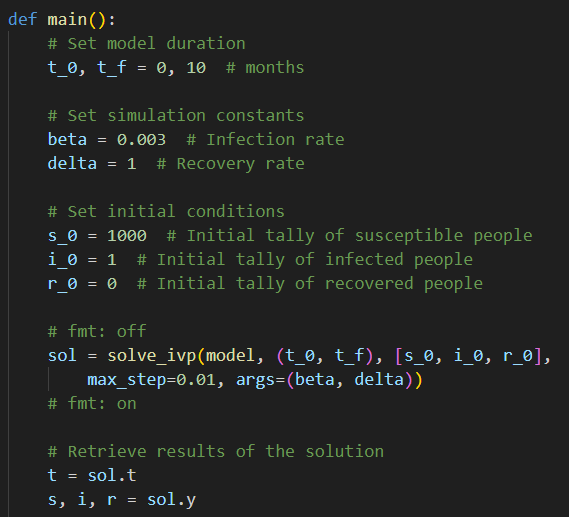 def main():
    # Set model duration
    t_0, t_f = 0, 10  # months

    # Set simulation constants
    beta = 0.003  # Infection rate
    delta = 1  # Recovery rate

    # Set initial conditions
    s_0 = 1000  # Initial tally of susceptible people
    i_0 = 1  # Initial tally of infected people
    r_0 = 0  # Initial tally of recovered people

    # fmt: off
    sol = solve_ivp(model, (t_0, t_f), [s_0, i_0, r_0],
        max_step=0.01, args=(beta, delta))
    # fmt: on

    # Retrieve results of the solution
    t = sol.t
    s, i, r = sol.y